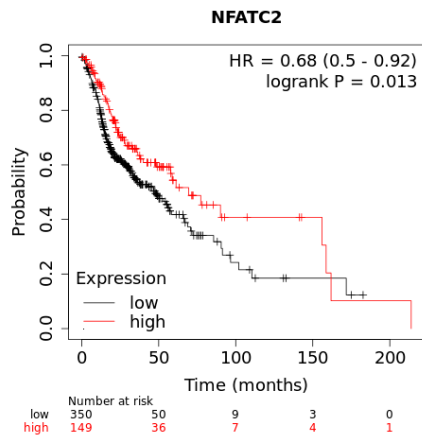 NFATC2
HR = 0.68 (0.5 - 0.92)
logrank P = 0.013
Probability
1.0
0.8
0.6
0.4
0.2
0.0
Expression
low
high
0 50 100 150 200
Time (months)
Number at risk
low 350 50 9 3 0
high 149 36 7 4 1